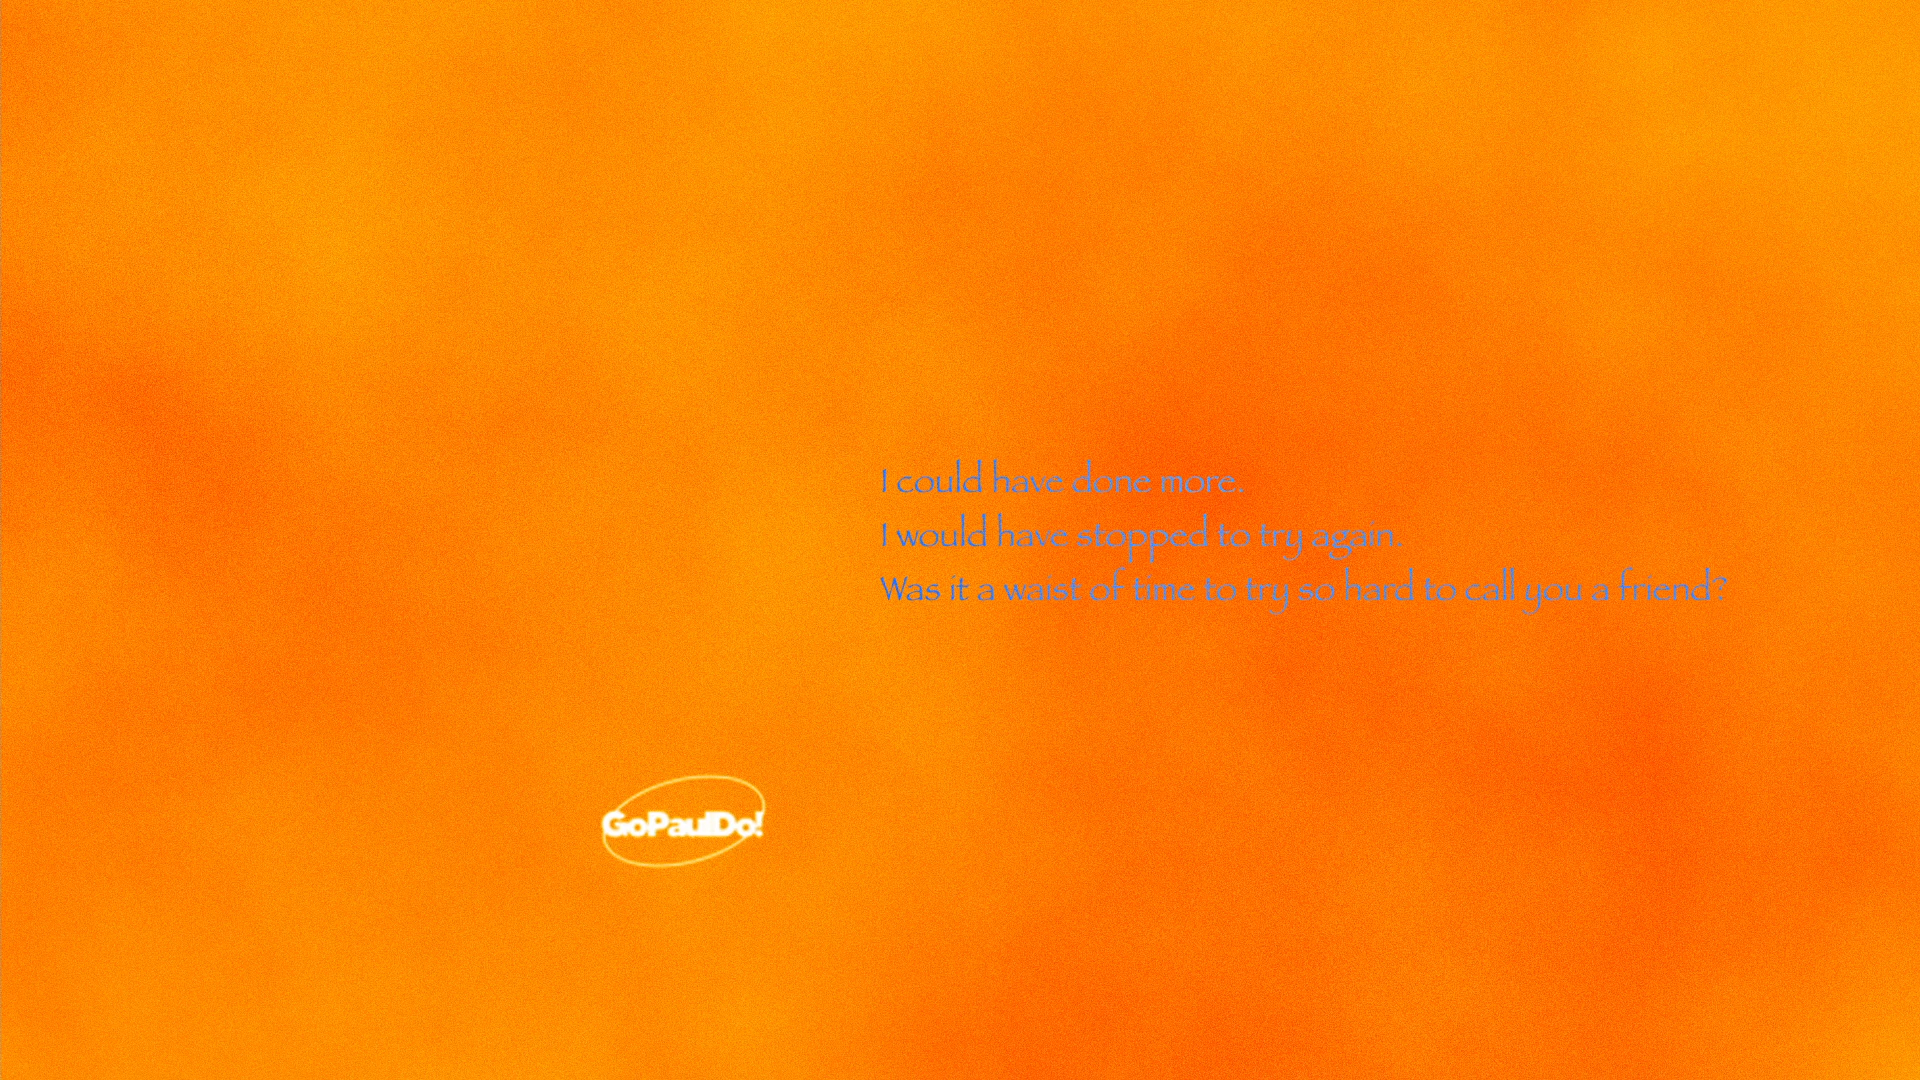 I could have done more.
I would have stopped to try again.
Was it a waist of time to try so hard to call you a friend?
GoPaulDo!